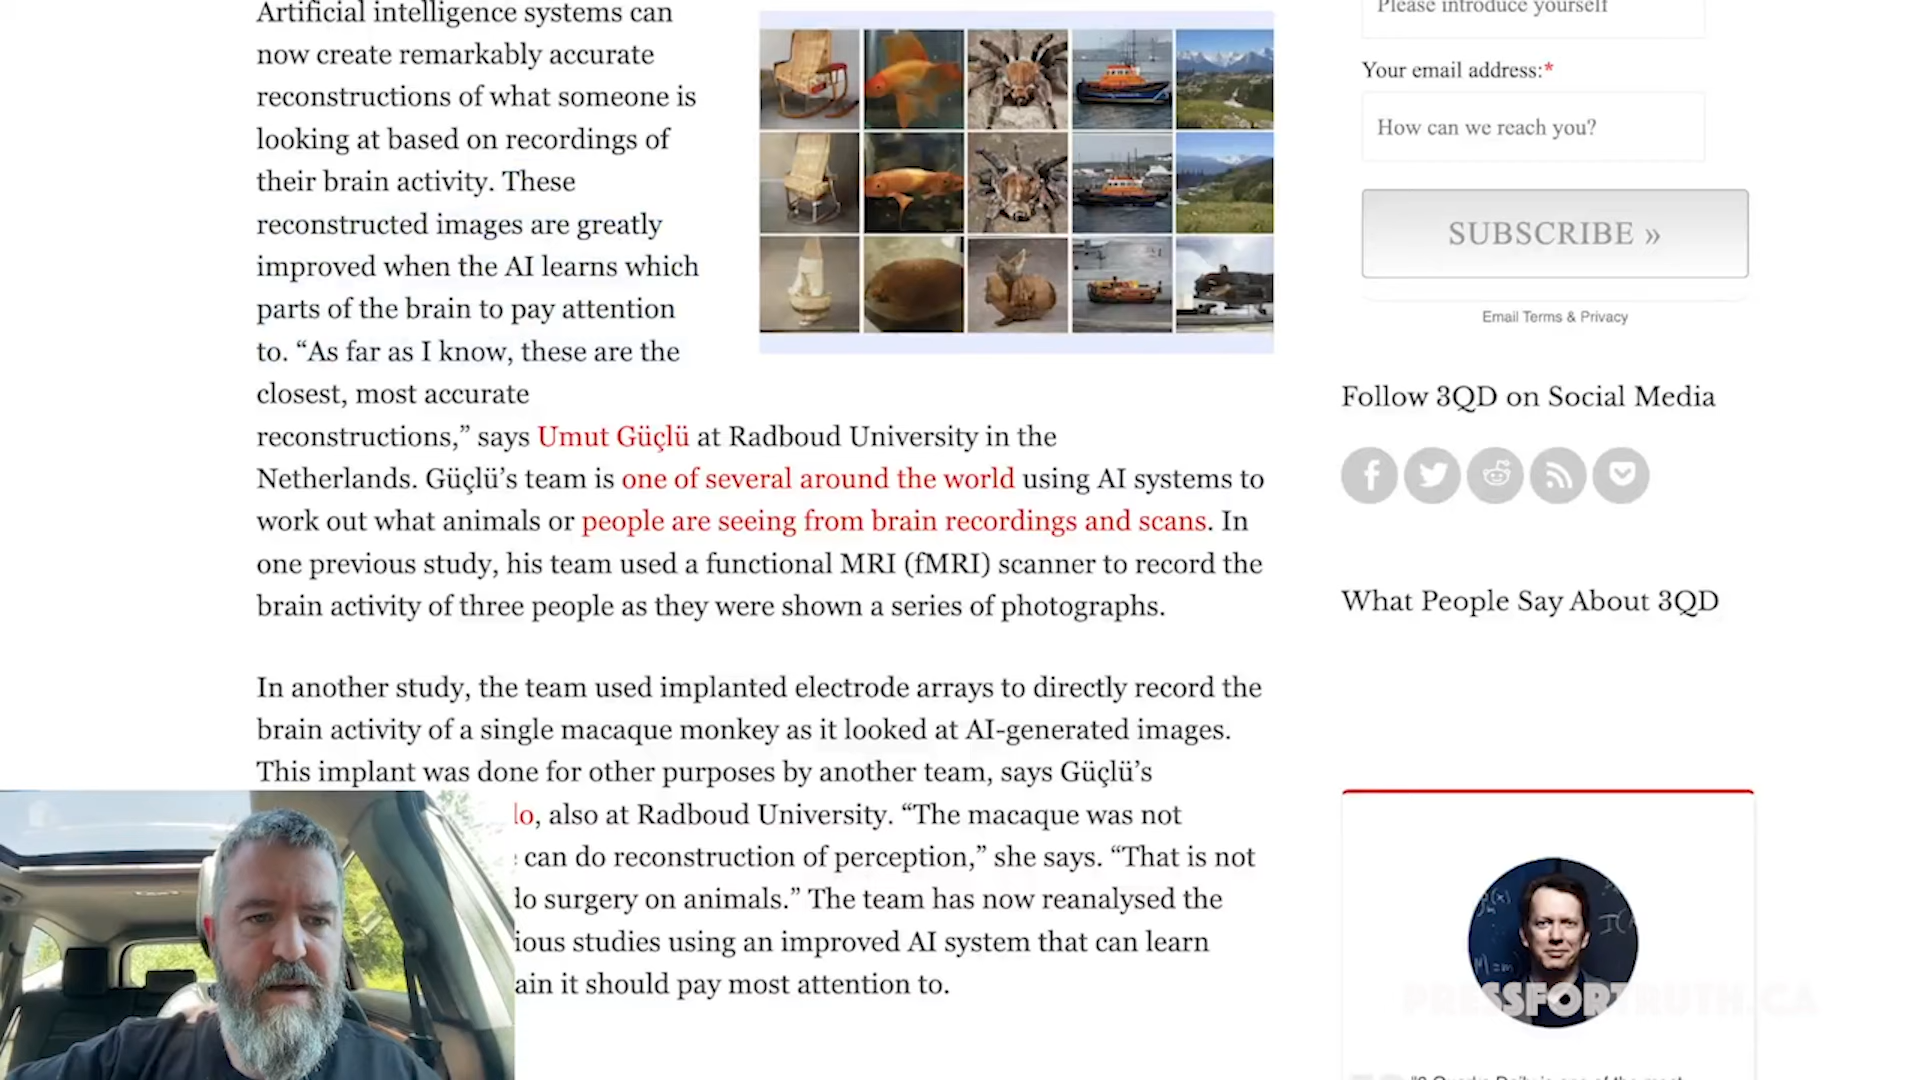 Artificial intelligence systems can
now create remarkably accurate
reconstructions of what someone is
looking at based on recordings of
their brain activity. These
reconstructed images are greatly
improved when the AI learns which
parts of the brain to pay attention
to. “As far as I know, these are the
closest, most accurate
reconstructions,” says Umut Güçlü at Radboud University in the
Netherlands. Güçlü’s team is one of several around the world using AI systems to
work out what animals or people are seeing from brain recordings and scans. In
one previous study, his team used a functional MRI (fMRI) scanner to record the
brain activity of three people as they were shown a series of photographs.
In another study, the team used implanted electrode arrays to directly record the
brain activity of a single macaque monkey as it looked at AI-generated images.
This implant was done for other purposes by another team, says Güçlü’s
lo, also at Radboud University. “The macaque was not
can do reconstruction of perception,” she says. “That is not
lo surgery on animals.” The team has now reanalysed the
ious studies using an improved AI system that can learn
ain it should pay most attention to.
Please introduce yourself
Your email address:*
How can we reach you?
SUBSCRIBE »
Email Terms & Privacy
Follow 3QD on Social Media
What People Say About 3QD
PRESSFORTRUTH.CA